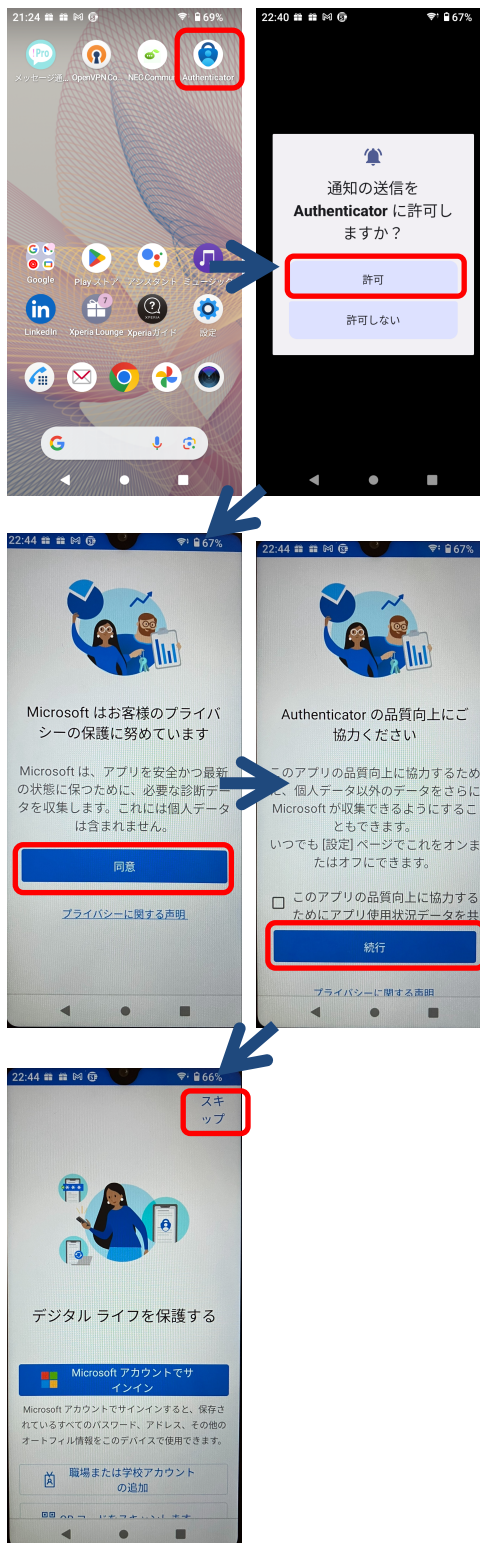 21:24
69%
!Pro
メッセージ通...
OpenVPN Co...
NEC Commun
Authenticator
Google
Play ストア
アシスタント
ミュージック
LinkedIn
7
Xperia Lounge
XPERIA
Xperiaガイド
設定
22:40
67%
通知の送信を
Authenticator に許可し
ますか？
許可
許可しない
22:44
67%
Microsoft はお客様のプライバ
シーの保護に努めています
Microsoft は、アプリを安全かつ最新
の状態に保つために、必要な診断デー
タを収集します。これには個人データ
は含まれません。
同意
プライバシーに関する声明
22:44
67%
Authenticator の品質向上にご
協力ください
このアプリの品質向上に協力するため
に、個人データ以外のデータをさらに
Microsoft が収集できるようにするこ
ともできます。
いつでも [設定] ページでこれをオンま
たはオフにできます。
このアプリの品質向上に協力する
ためにアプリ使用状況データを共
続行
プライバシーに関する声明
22:44
66%
スキ
ップ
デジタル ライフを保護する
Microsoft アカウントでサ
インイン
Microsoft アカウントでサインインすると、保存さ
れているすべてのパスワード、アドレス、その他の
オートフィル情報をこのデバイスで使用できます。
職場または学校アカウント
の追加
QR コードをスキャンします